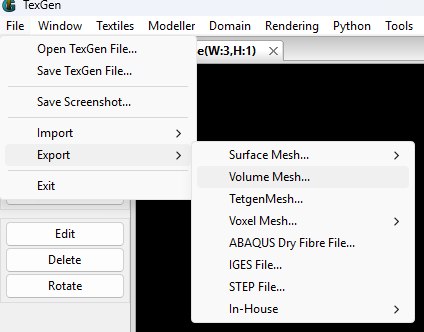 TexGen
File Window Textiles Modeller Domain Rendering Python Tools
e(W:3,H:1)
Open TexGen File...
Save TexGen File...
Save Screenshot...
Import
Export
Exit
Surface Mesh...
Volume Mesh...
TetgenMesh...
Voxel Mesh...
ABAQUS Dry Fibre File...
IGES File...
STEP File...
In-House
Edit
Delete
Rotate